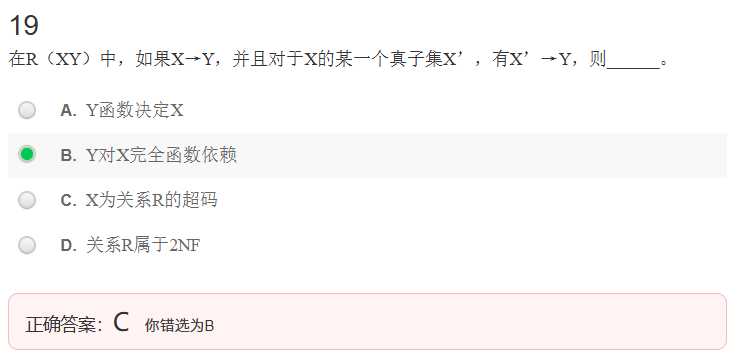 19
在R（XY）中，如果X→Y，并且对于X的某一个真子集X′，有X′→Y，则______。
A. Y函数决定X
B. Y对X完全函数依赖
C. X为关系R的超码
D. 关系R属于2NF
正确答案：C 你错选为B